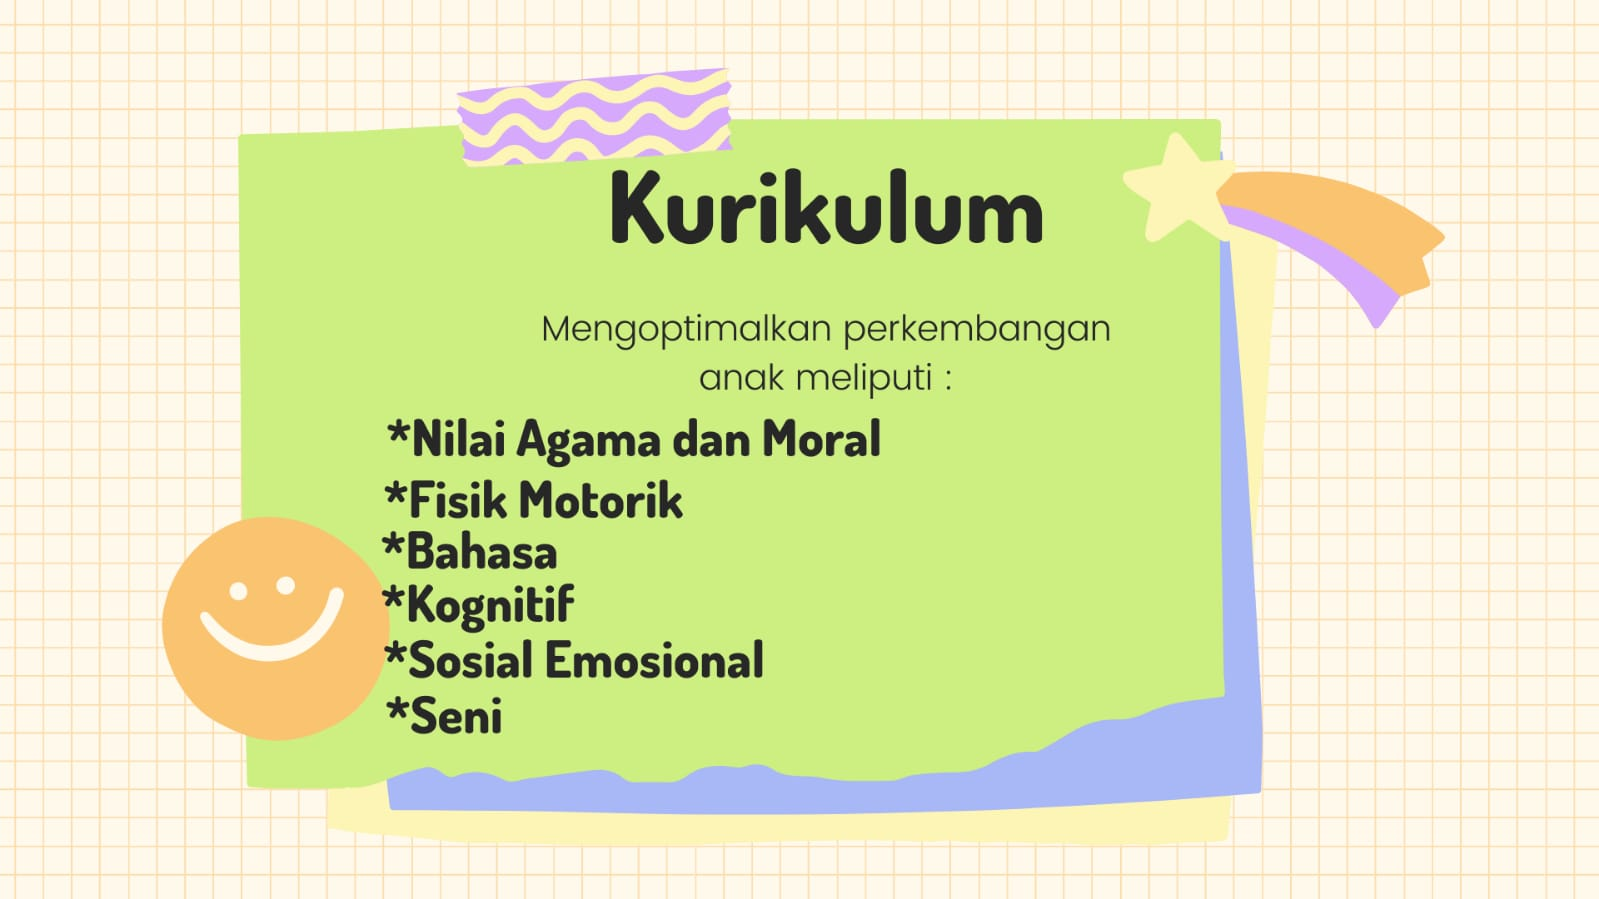 Kurikulum
Mengoptimalkan perkembangan
anak meliputi :
*Nilai Agama dan Moral
*Fisik Motorik
*Bahasa
*Kognitif
*Sosial Emosional
*Seni